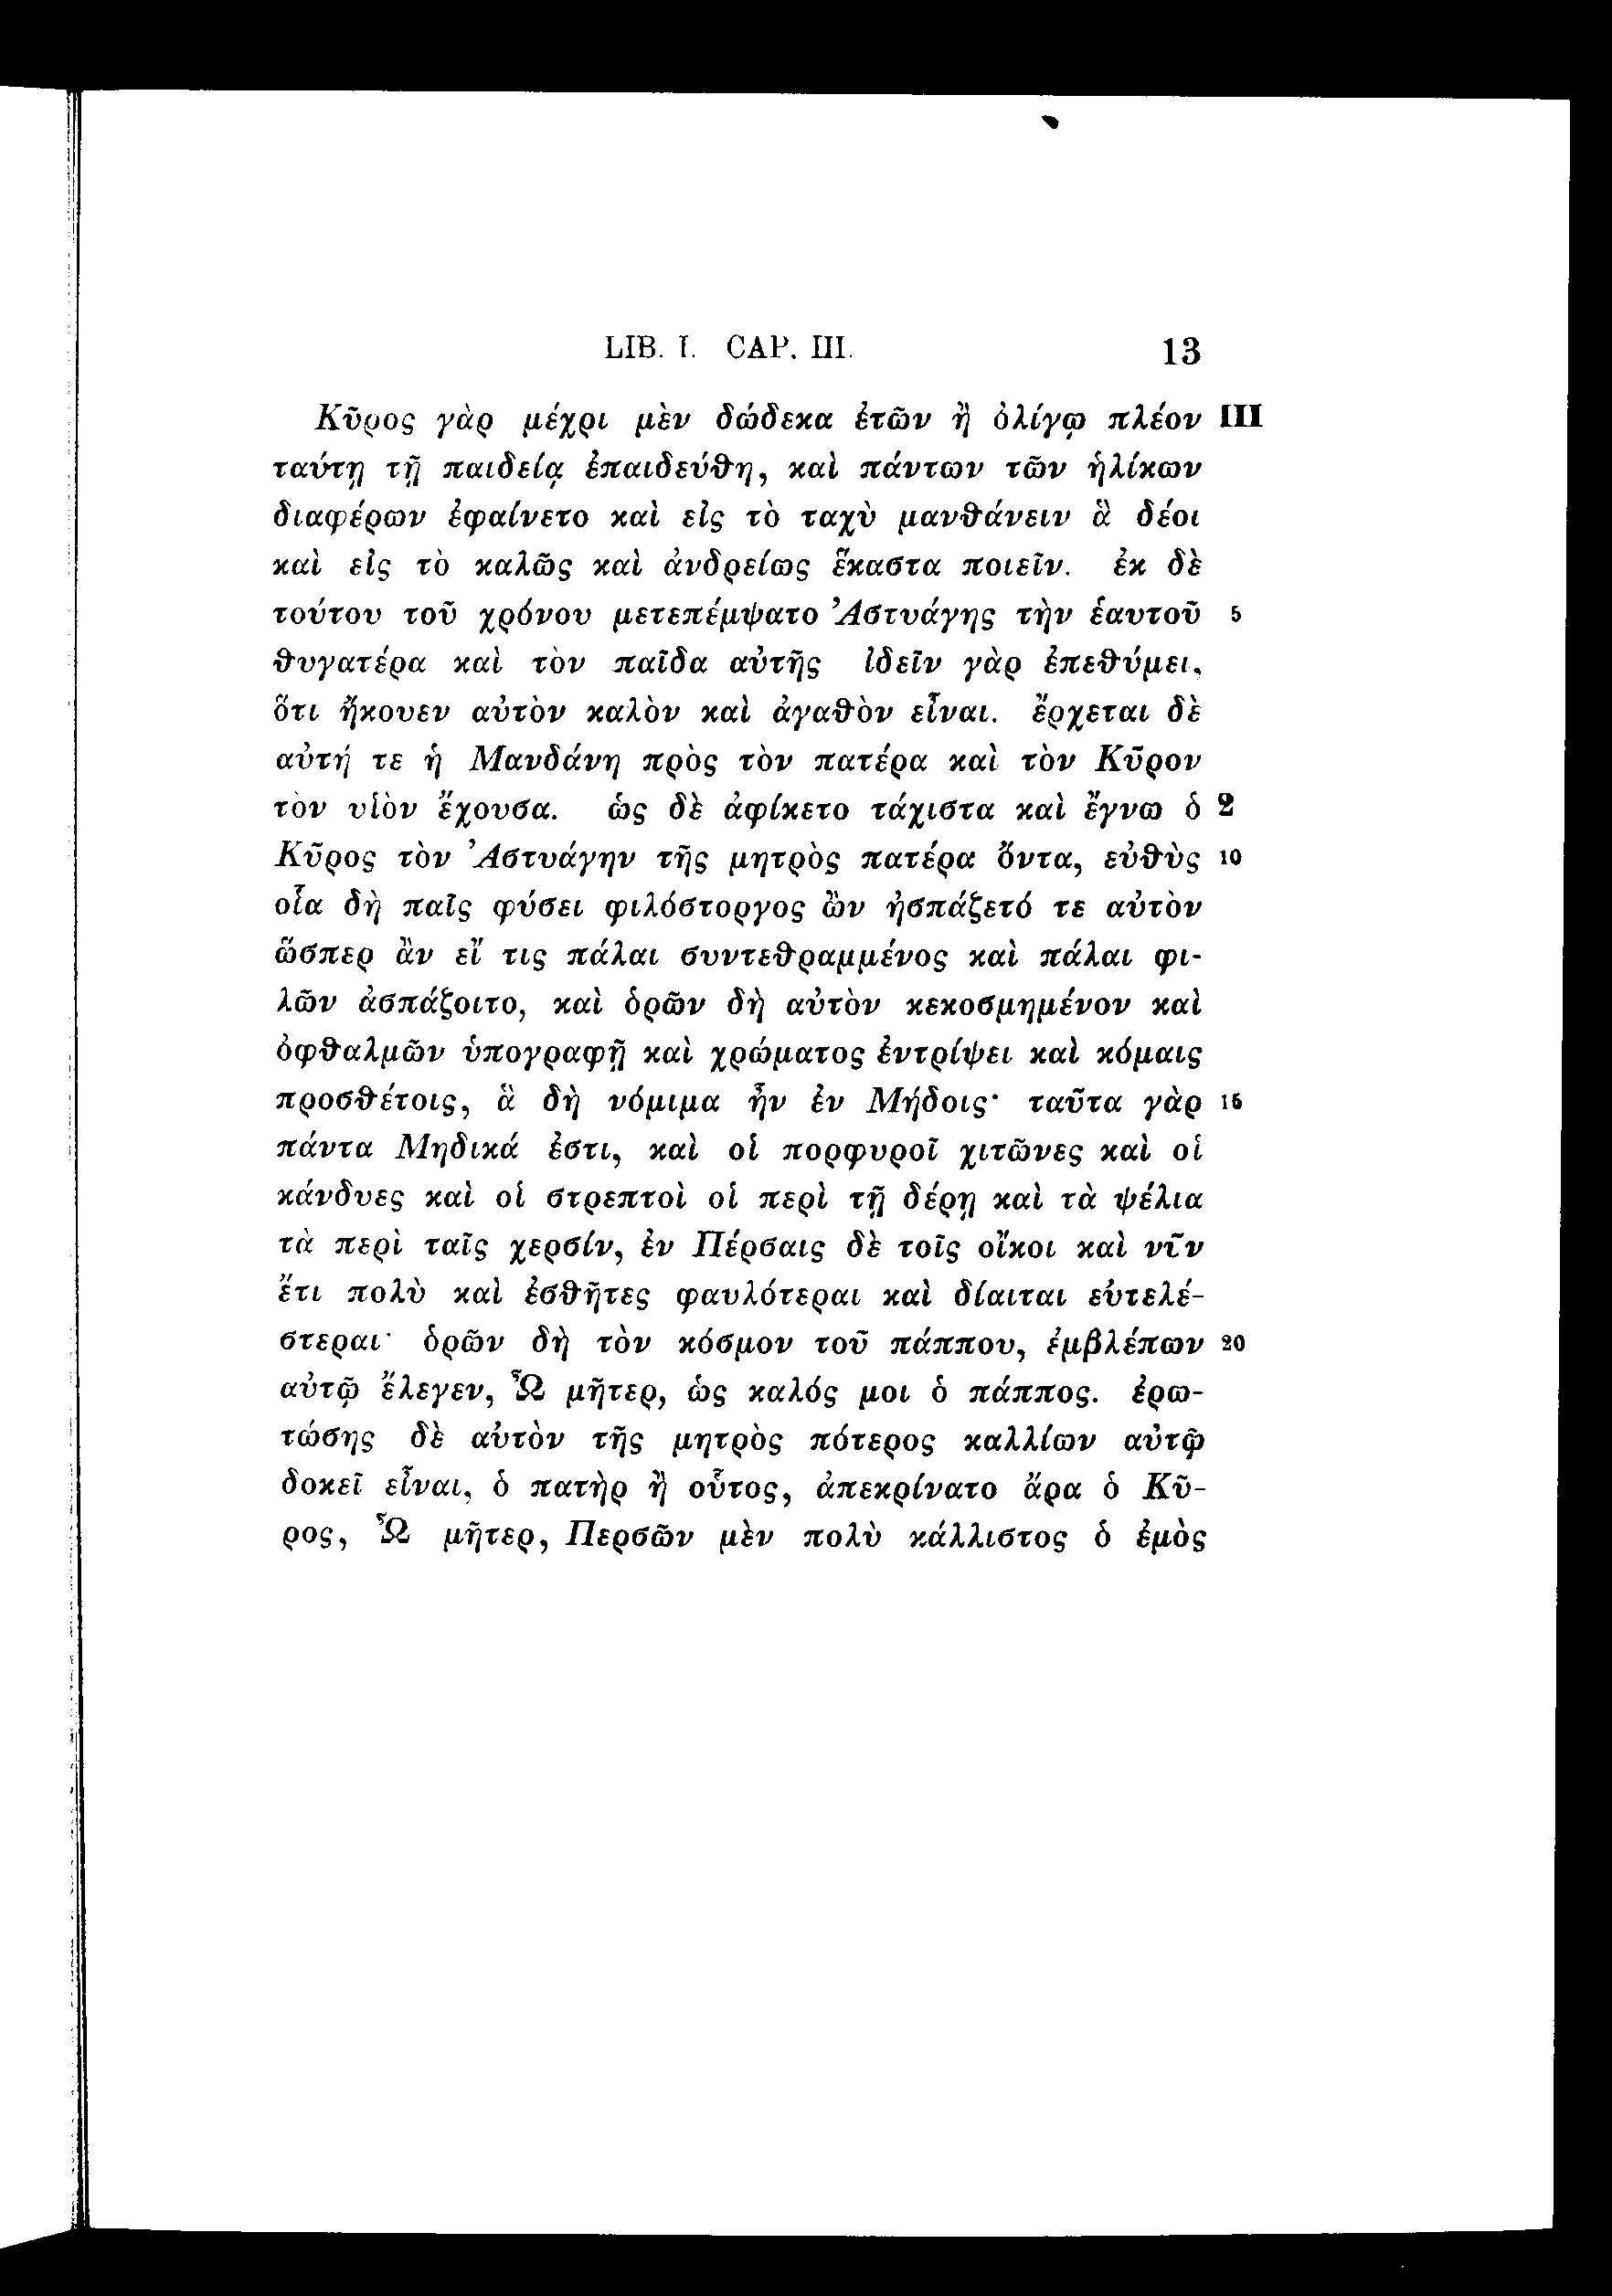 LIB. I. CAP. III. 13
Κῦρος γὰρ μέχρι μὲν δώδεκα ἐτῶν ἢ ὀλίγῳ πλέον III
ταύτῃ τῇ παιδείᾳ ἐπαιδεύθη, καὶ πάντων τῶν ἡλίκων
διαφέρων ἐφαίνετο καὶ εἰς τὸ ταχὺ μανθάνειν ἃ δέοι
καὶ εἰς τὸ καλῶς καὶ ἀνδρείως ἕκαστα ποιεῖν. ἐκ δὲ
τούτου τοῦ χρόνου μετεπέμψατο Ἀστυάγης τὴν ἑαυτοῦ 5
θυγατέρα καὶ τὸν παῖδα αὐτῆς ἰδεῖν γὰρ ἐπεθύμει,
ὅτι ἤκουεν αὐτὸν καλὸν καὶ ἀγαθὸν εἶναι. ἔρχεται δὲ
αὐτή τε ἡ Μανδάνη πρὸς τὸν πατέρα καὶ τὸν Κῦρον
τὸν υἱὸν ἔχουσα. ὡς δὲ ἀφίκετο τάχιστα καὶ ἔγνω ὁ 2
Κῦρος τὸν Ἀστυάγην τῆς μητρὸς πατέρα ὄντα, εὐθὺς 10
οἷα δὴ παῖς φύσει φιλόστοργος ὢν ἠσπάζετό τε αὐτὸν
ὥσπερ ἂν εἴ τις πάλαι συντεθραμμένος καὶ πάλαι φι-
λῶν ἀσπάζοιτο, καὶ ὁρῶν δὴ αὐτὸν κεκοσμημένον καὶ
ὀφθαλμῶν ὑπογραφῇ καὶ χρώματος ἐντρίψει καὶ κόμαις
προσθέτοις, ἃ δὴ νόμιμα ἦν ἐν Μήδοις· ταῦτα γὰρ 15
πάντα Μηδικά ἐστι, καὶ οἱ πορφυροῖ χιτῶνες καὶ οἱ
κάνδυες καὶ οἱ στρεπτοὶ οἱ περὶ τῇ δέρῃ καὶ τὰ ψέλια
τὰ περὶ ταῖς χερσίν, ἐν Πέρσαις δὲ τοῖς οἴκοι καὶ νῦν
ἔτι πολὺ καὶ ἐσθῆτες φαυλότεραι καὶ δίαιται εὐτελέ-
στεραι· ὁρῶν δὴ τὸν κόσμον τοῦ πάππου, ἐμβλέπων 20
αὐτῷ ἔλεγεν, Ὦ μῆτερ, ὡς καλός μοι ὁ πάππος. ἐρω-
τώσης δὲ αὐτὸν τῆς μητρὸς πότερος καλλίων αὐτῷ
δοκεῖ εἶναι, ὁ πατὴρ ἢ οὗτος, ἀπεκρίνατο ἄρα ὁ Κῦ-
ρος, Ὦ μῆτερ, Περσῶν μὲν πολὺ κάλλιστος ὁ ἐμὸς